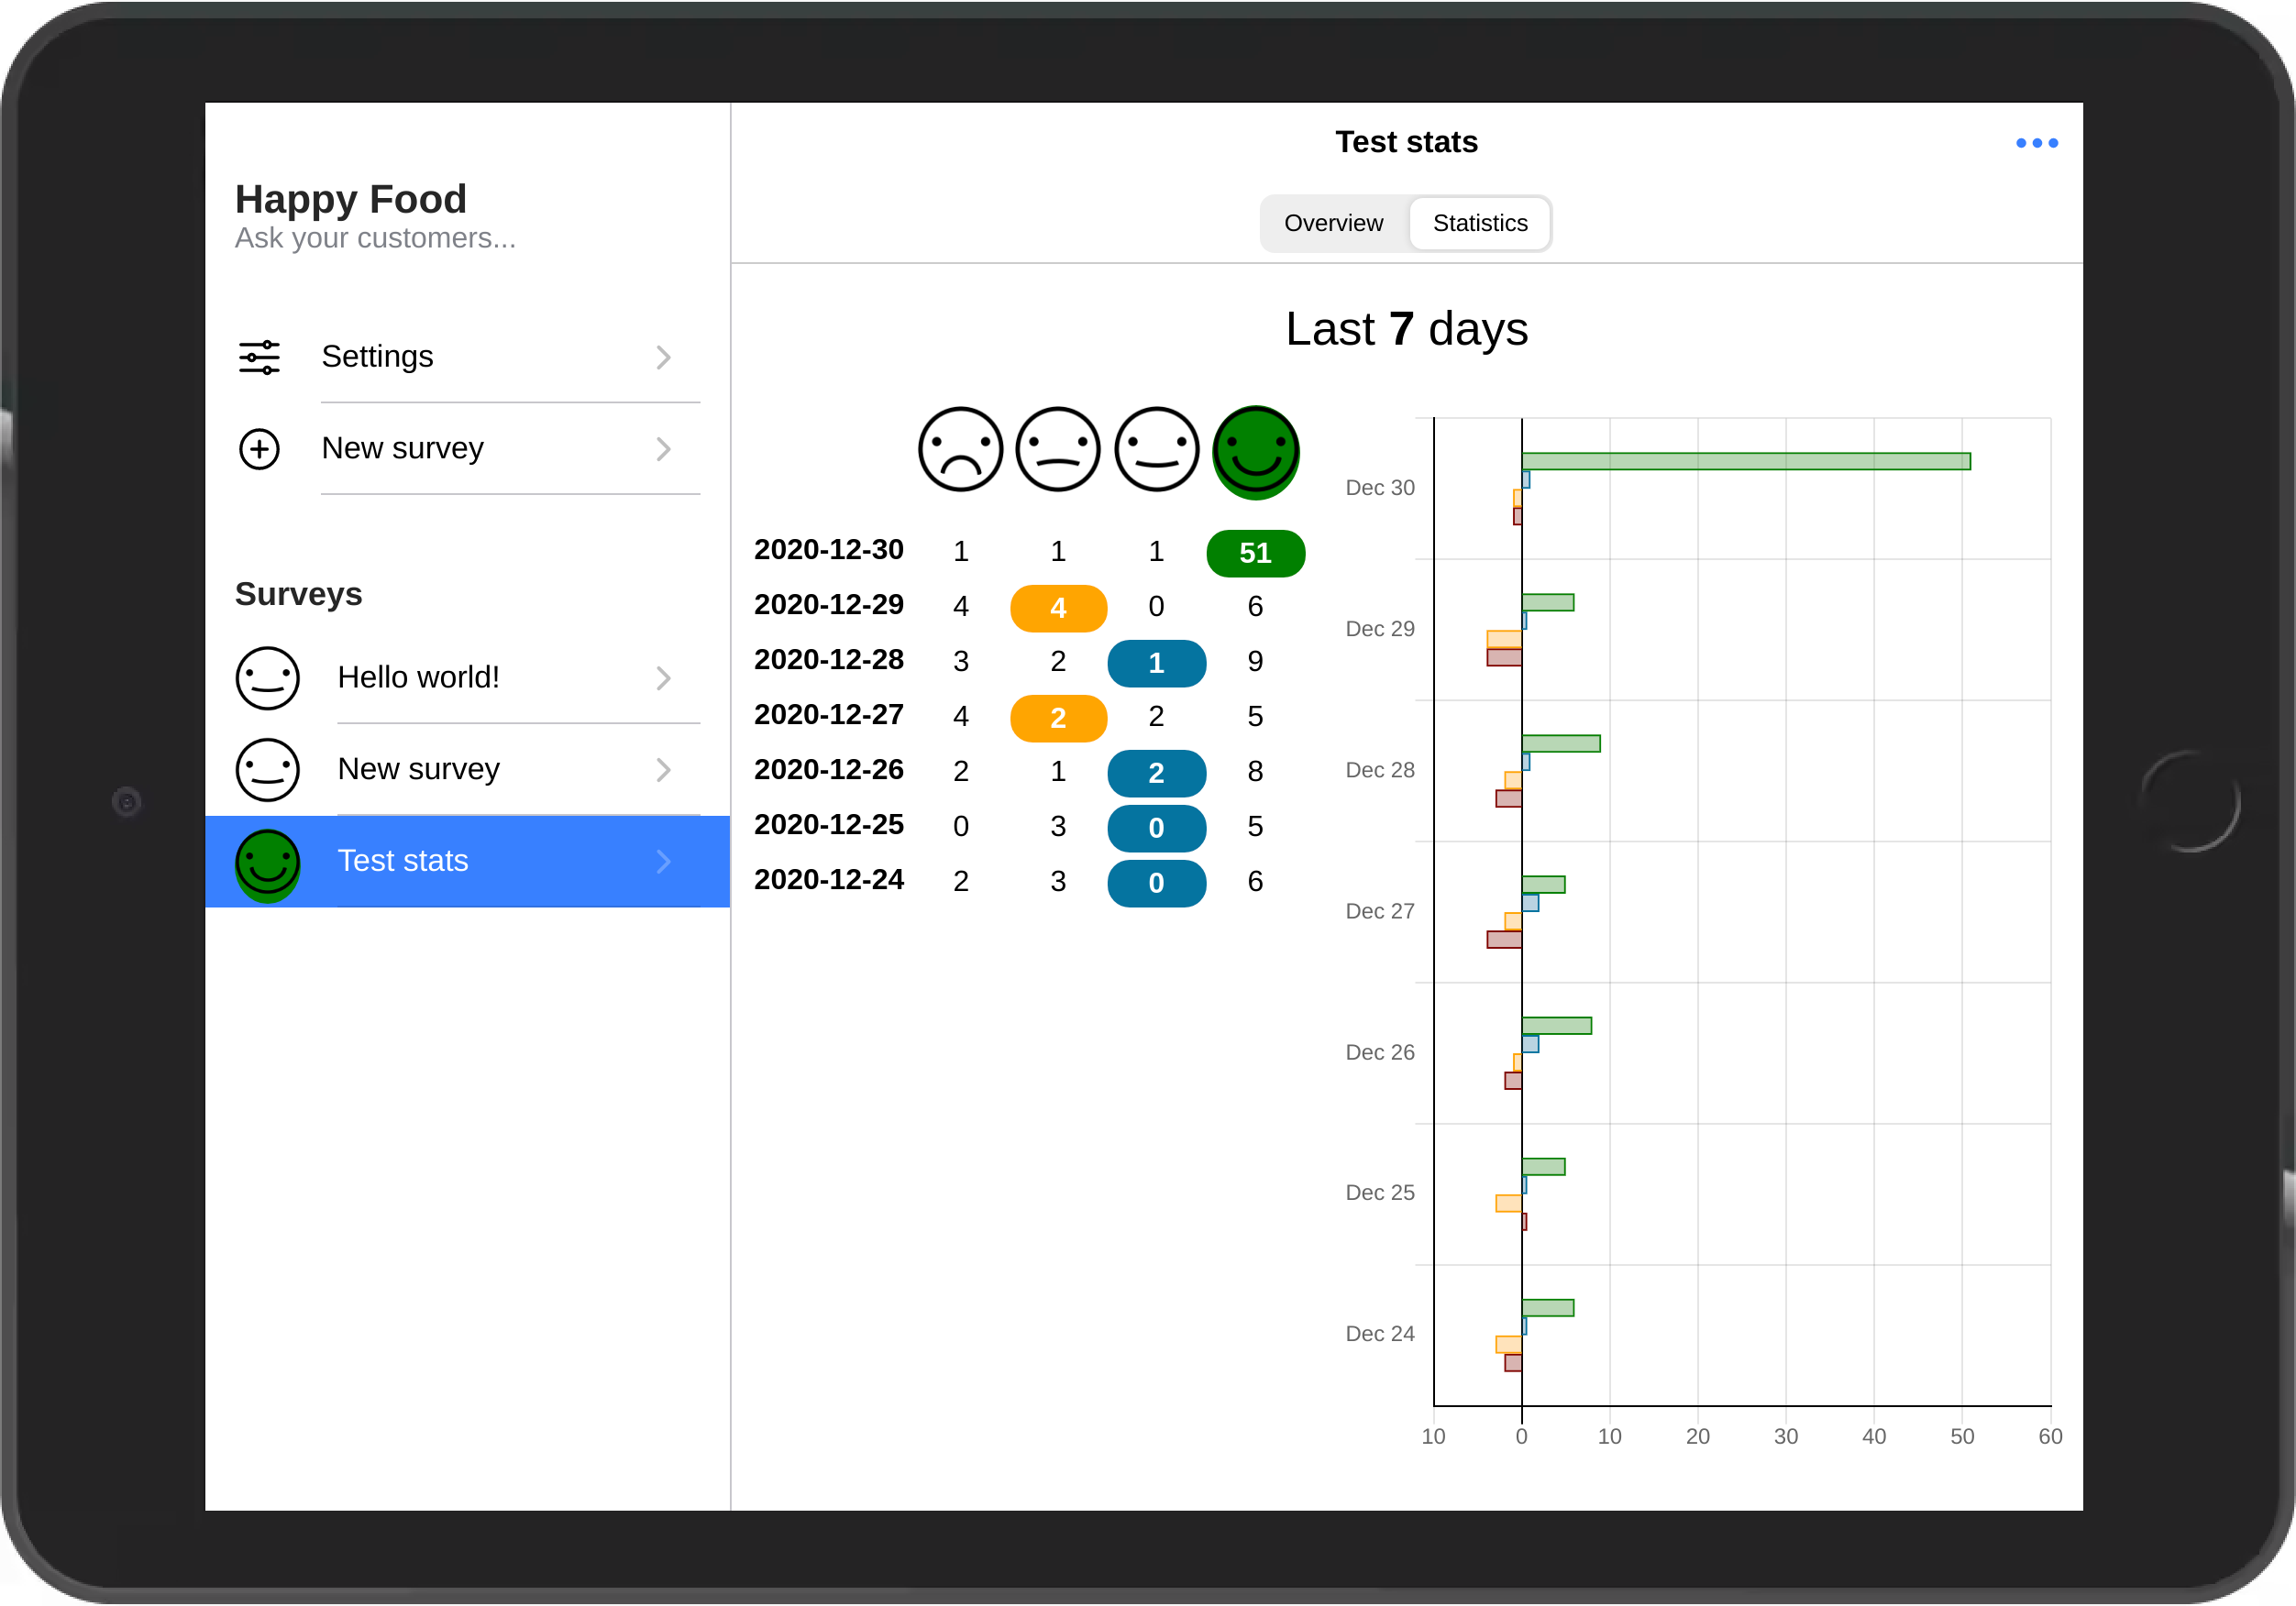 Happy Food
Ask your customers...
Settings
New survey
Surveys
Hello world!
New survey
Test stats
Test stats
Overview Statistics
Last 7 days
2020-12-30 1 1 1 51
2020-12-29 4 4 0 6
2020-12-28 3 2 1 9
2020-12-27 4 2 2 5
2020-12-26 2 1 2 8
2020-12-25 0 3 0 5
2020-12-24 2 3 0 6
Dec 30
Dec 29
Dec 28
Dec 27
Dec 26
Dec 25
Dec 24
10 0 10 20 30 40 50 60